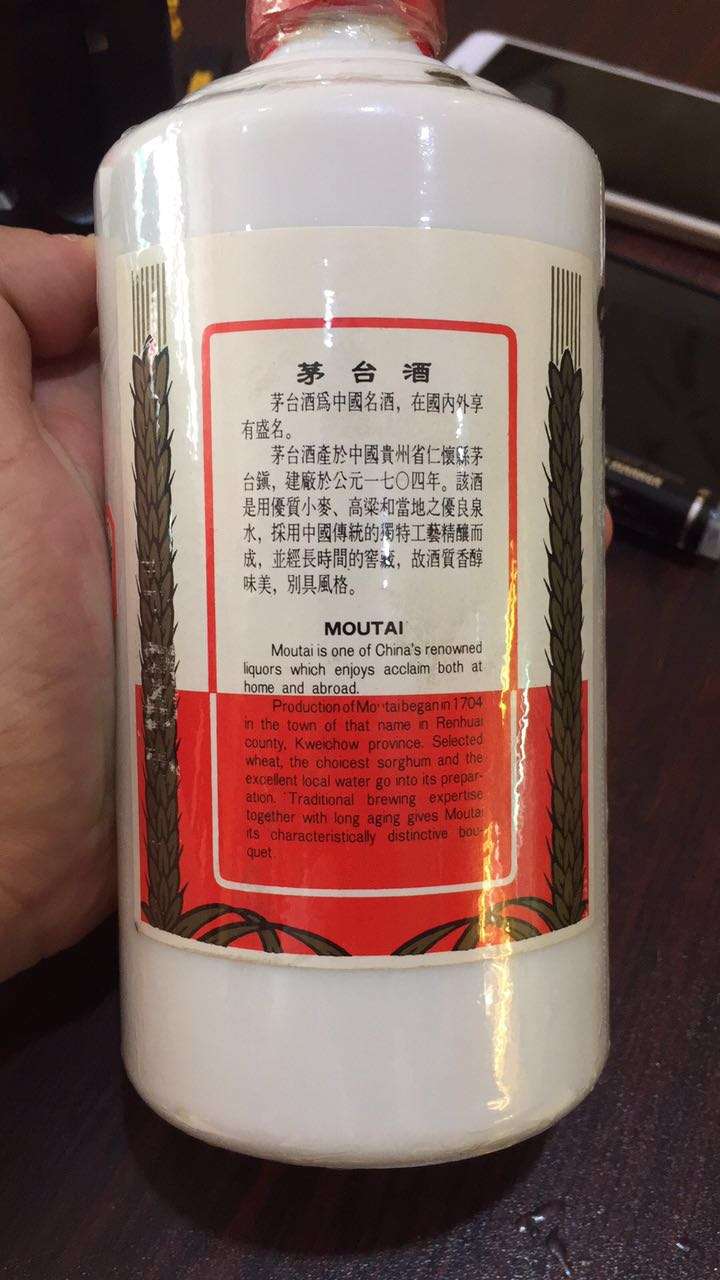 茅台酒
茅台酒爲中國名酒，在國內外享
有盛名。
茅台酒產於中國貴州省仁懷縣茅
台鎮，建廠於公元一七〇四年。該酒
是用優質小麥、高粱和當地之優良泉
水，採用中國傳統的獨特工藝精釀而
成，並經長時間的窖藏，故酒質香醇
味美，別具風格。
MOUTAI
Moutai is one of China's renowned
liquors which enjoys acclaim both at
home and abroad.
Production of Moutai began in 1704
in the town of that name in Renhuai
county, Kweichow province. Selected
wheat, the choicest sorghum and the
excellent local water go into its prepar-
ation. Traditional brewing expertise
together with long aging gives Moutai
its characteristically distinctive bou-
quet.